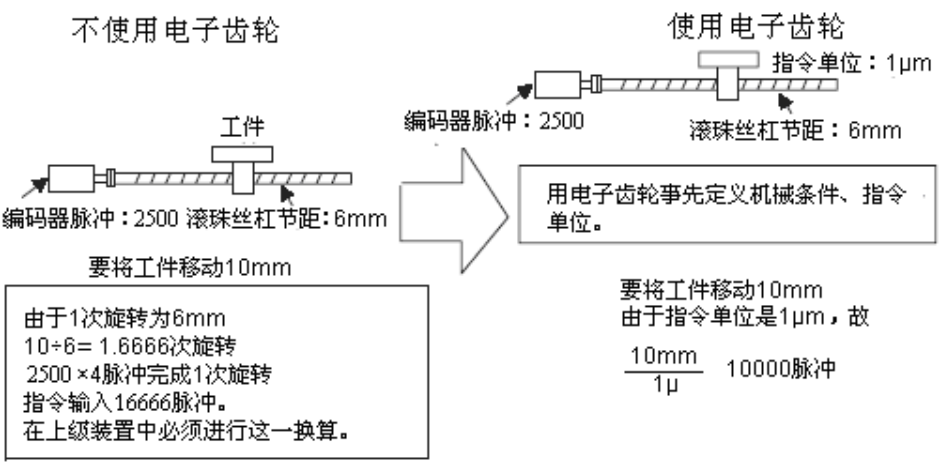 不使用电子齿轮
工件
编码器脉冲：2500 滚珠丝杠节距：6mm
要将工件移动10mm
由于1次旋转为6mm
10÷6= 1.6666次旋转
2500 ×4脉冲完成1次旋转
指令输入16666脉冲。
在上级装置中必须进行这一换算。
使用电子齿轮
指令单位：1μm
编码器脉冲：2500
滚珠丝杠节距：6mm
用电子齿轮事先定义机械条件、指令
单位。
要将工件移动10mm
由于指令单位是1μm，故
10mm
1μ
10000脉冲